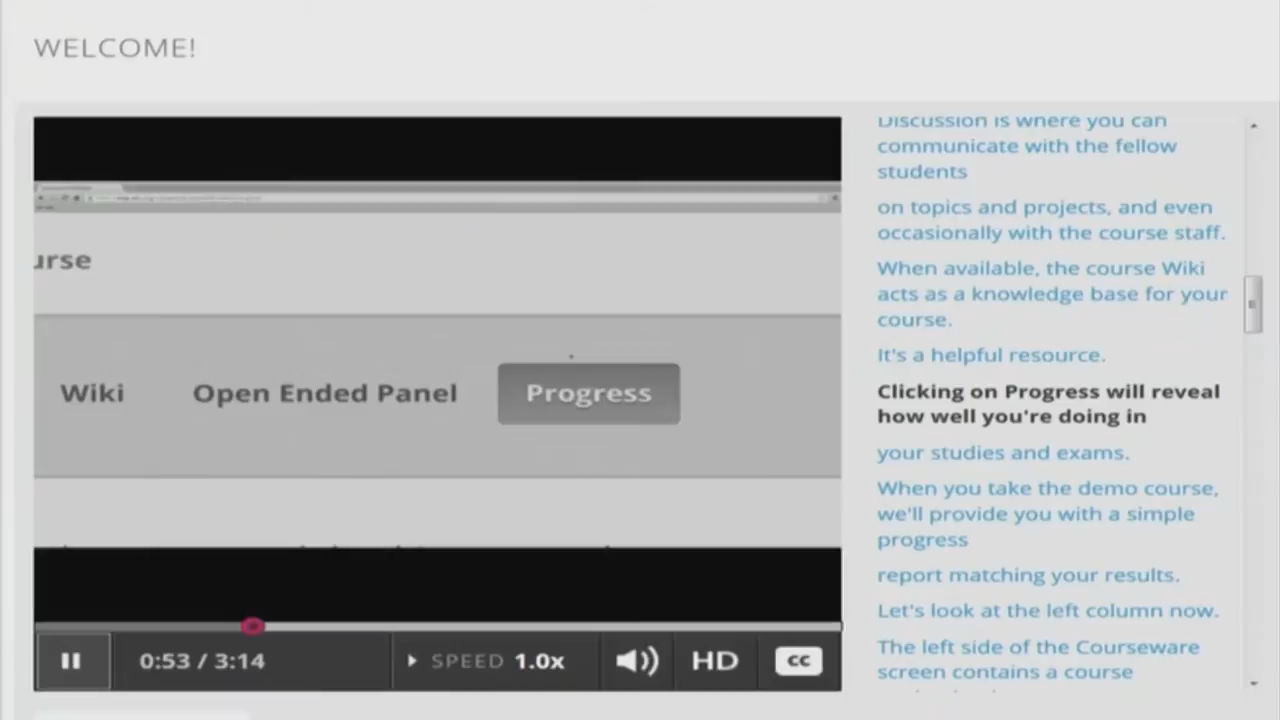 WELCOME!
urse
Wiki
Open Ended Panel
Progress
0:53 / 3:14
SPEED 1.0x
HD
CC
Discussion is where you can
communicate with the fellow
students
on topics and projects, and even
occasionally with the course staff.
When available, the course Wiki
acts as a knowledge base for your
course.
It's a helpful resource.
Clicking on Progress will reveal
how well you're doing in
your studies and exams.
When you take the demo course,
we'll provide you with a simple
progress
report matching your results.
Let's look at the left column now.
The left side of the Courseware
screen contains a course